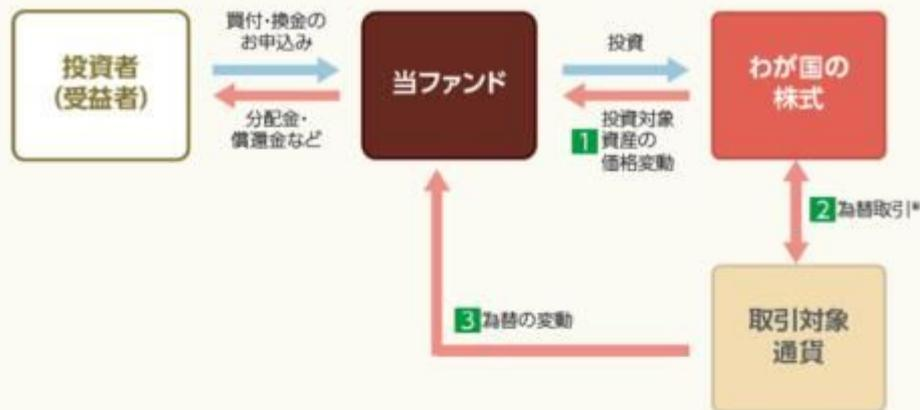 買付・換金の
お申込み
投資者
(受益者)
分配金・
償還金など
当ファンド
投資
1 投資対象
資産の
価格変動
わが国の
株式
2 為替取引*
3 為替の変動
取引対象
通貨